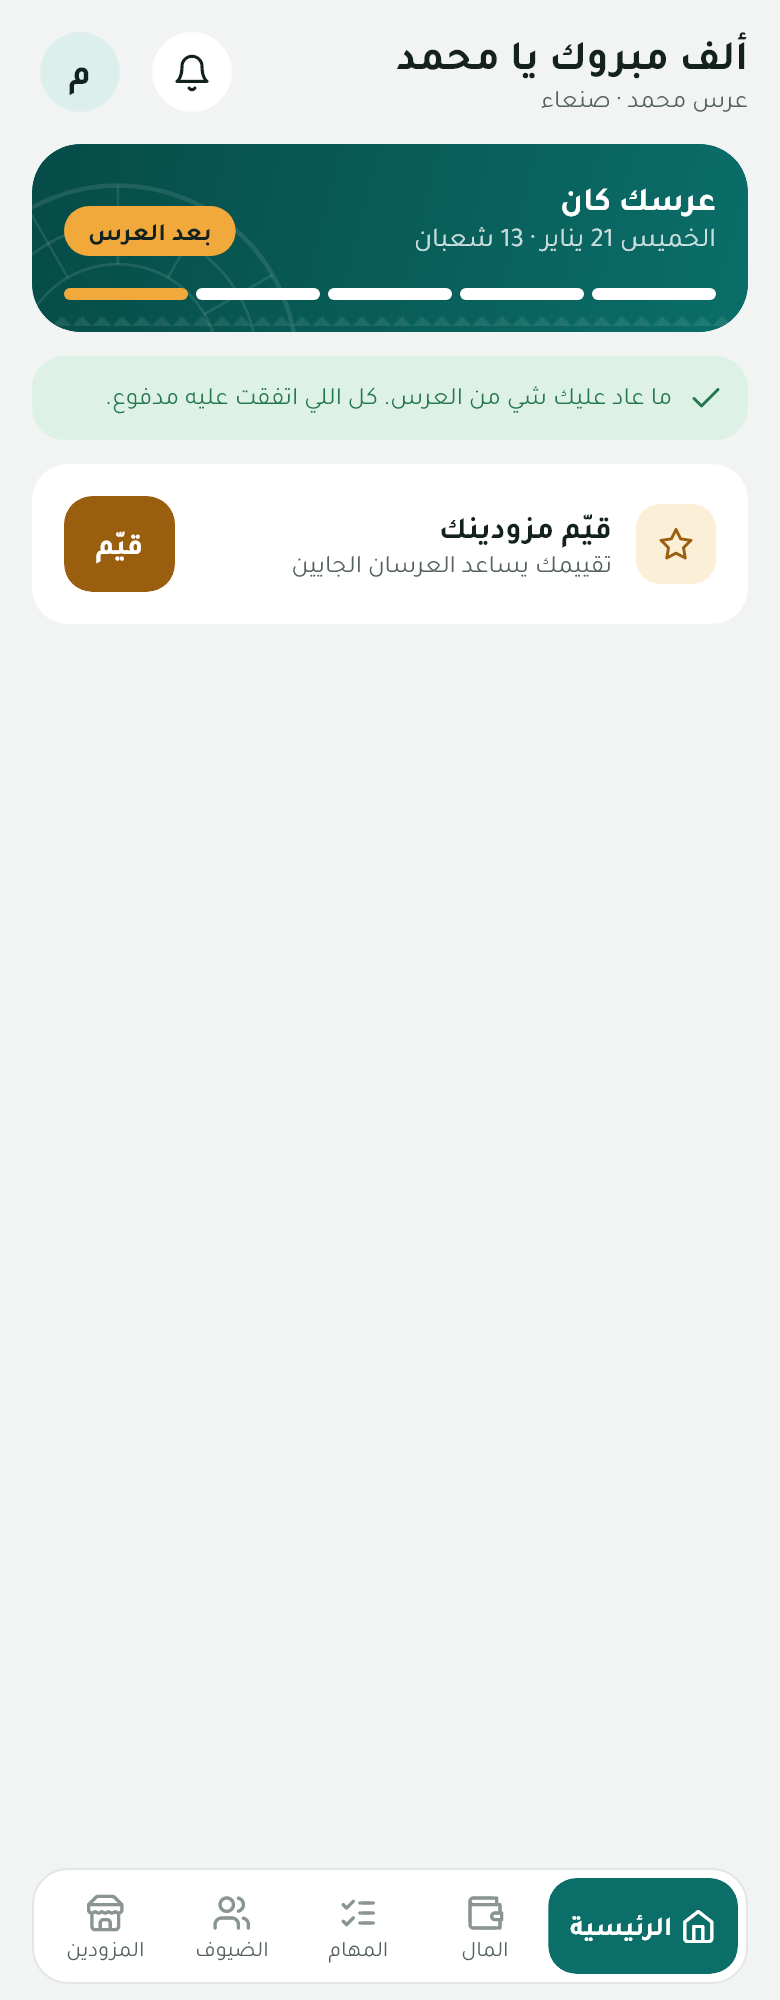 ألف مبروك يا محمد
عرس محمد · صنعاء
م
عرسك كان
الخميس 21 يناير · 13 شعبان
بعد العرس
ما عاد عليك شي من العرس. كل اللي اتفقت عليه مدفوع.
قيّم مزودينك
تقييمك يساعد العرسان الجايين
قيّم
الرئيسية
المال
المهام
الضيوف
المزودين